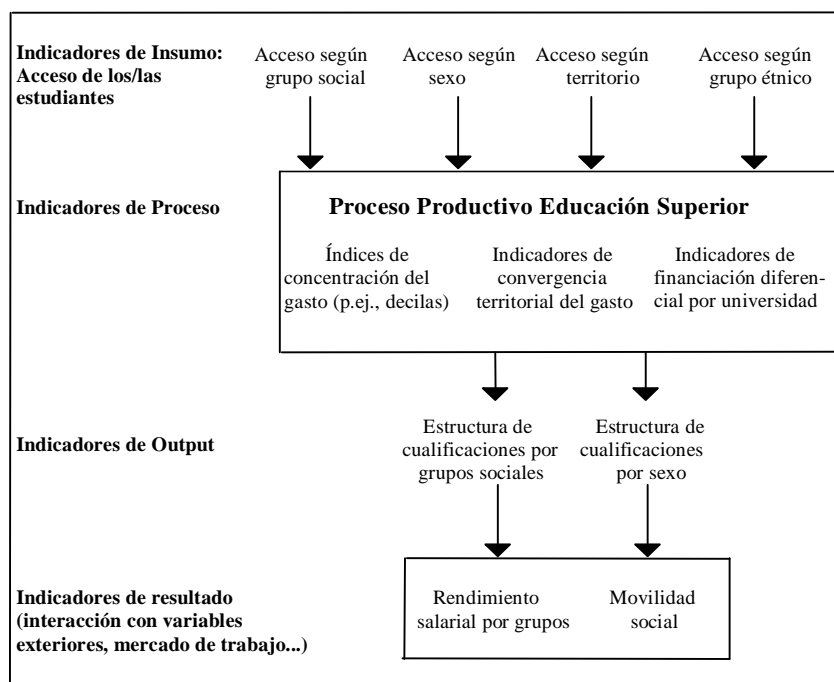 Indicadores de Insumo:
Acceso de los/las
estudiantes
Acceso según
grupo social
Acceso según
sexo
Acceso según
territorio
Acceso según
grupo étnico
Indicadores de Proceso
Proceso Productivo Educación Superior
Índices de
concentración del
gasto (p.ej., decilas)
Indicadores de
convergencia
territorial del gasto
Indicadores de
financiación diferen-
cial por universidad
Indicadores de Output
Estructura de
cualificaciones por
grupos sociales
Estructura de
cualificaciones
por sexo
Indicadores de resultado
(interacción con variables
exteriores, mercado de trabajo...)
Rendimiento
salarial por grupos
Movilidad
social